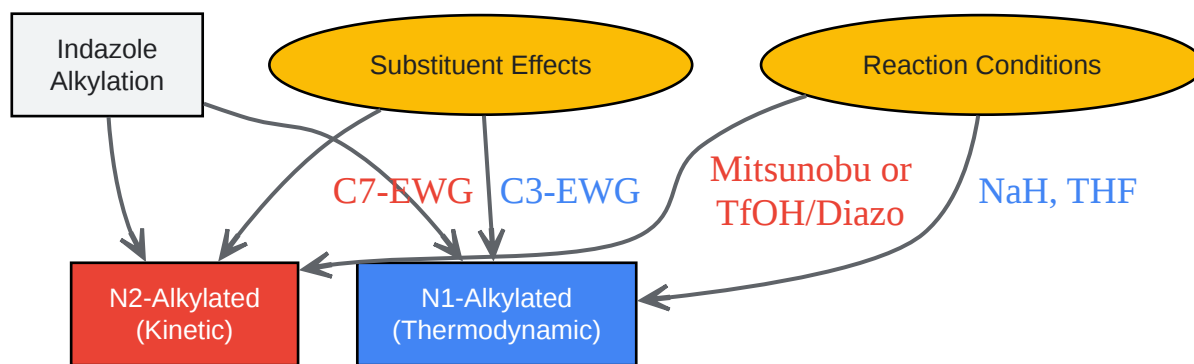 Indazole
Alkylation
Substituent Effects
Reaction Conditions
C7-EWG
C3-EWG
Mitsunobu or
TfOH/Diazo
NaH, THF
N2-Alkylated
(Kinetic)
N1-Alkylated
(Thermodynamic)